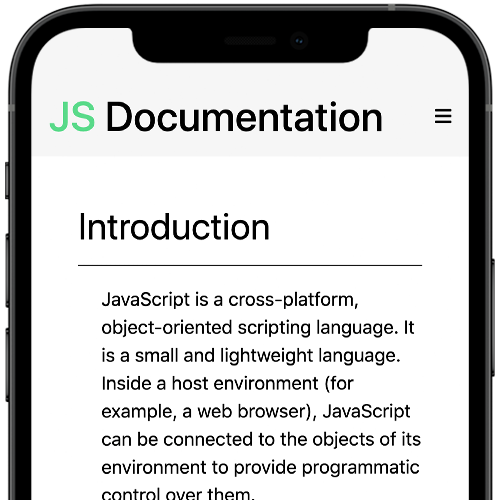 JS Documentation
Introduction
JavaScript is a cross-platform,
object-oriented scripting language. It
is a small and lightweight language.
Inside a host environment (for
example, a web browser), JavaScript
can be connected to the objects of its
environment to provide programmatic
control over them.